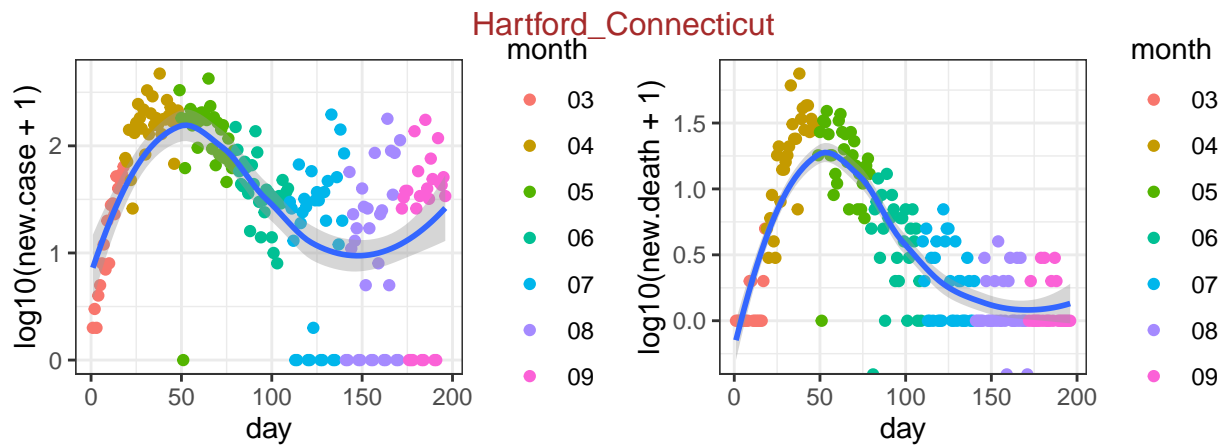 Hartford_Connecticut
log10(new.case + 1)
2
1
0
0 50 100 150 200
day
month
03
04
05
06
07
08
09
log10(new.death + 1)
1.5
1.0
0.5
0.0
0 50 100 150 200
day
month
03
04
05
06
07
08
09